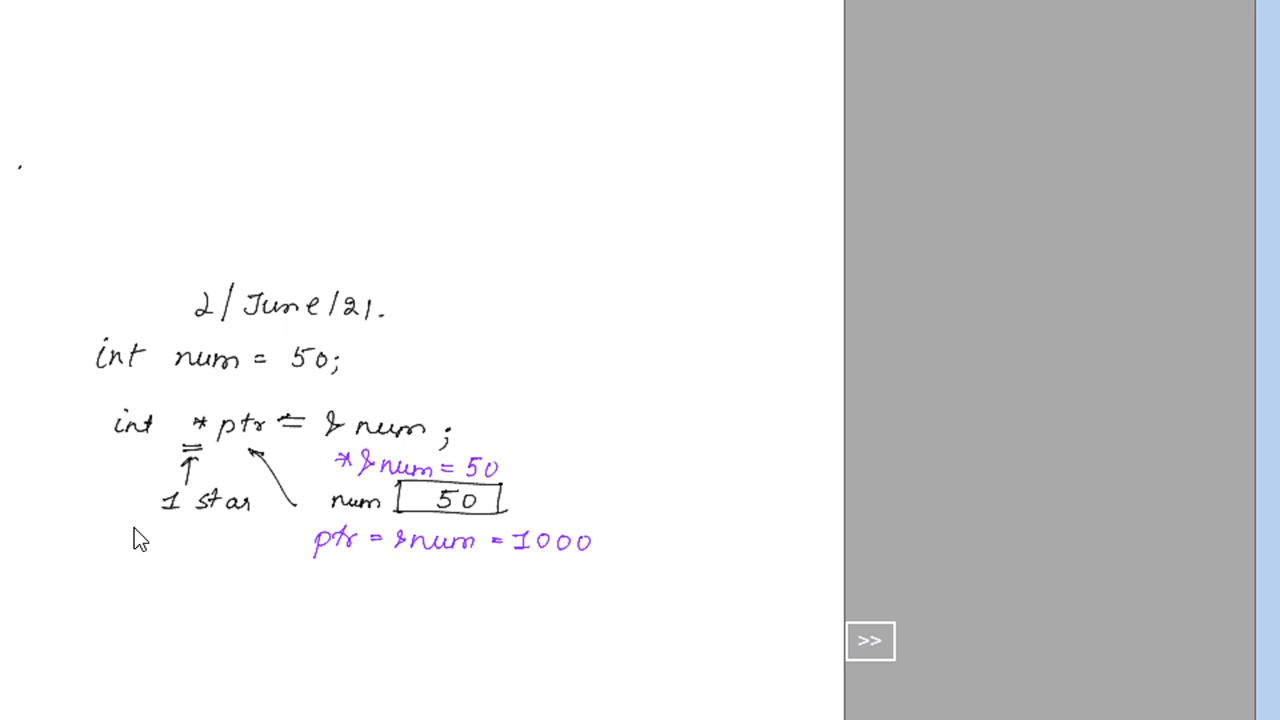 2/June/21.
int num = 50;
int *ptr = &num;
*&num = 50
1 star num 50
ptr = &num = 1000
>>